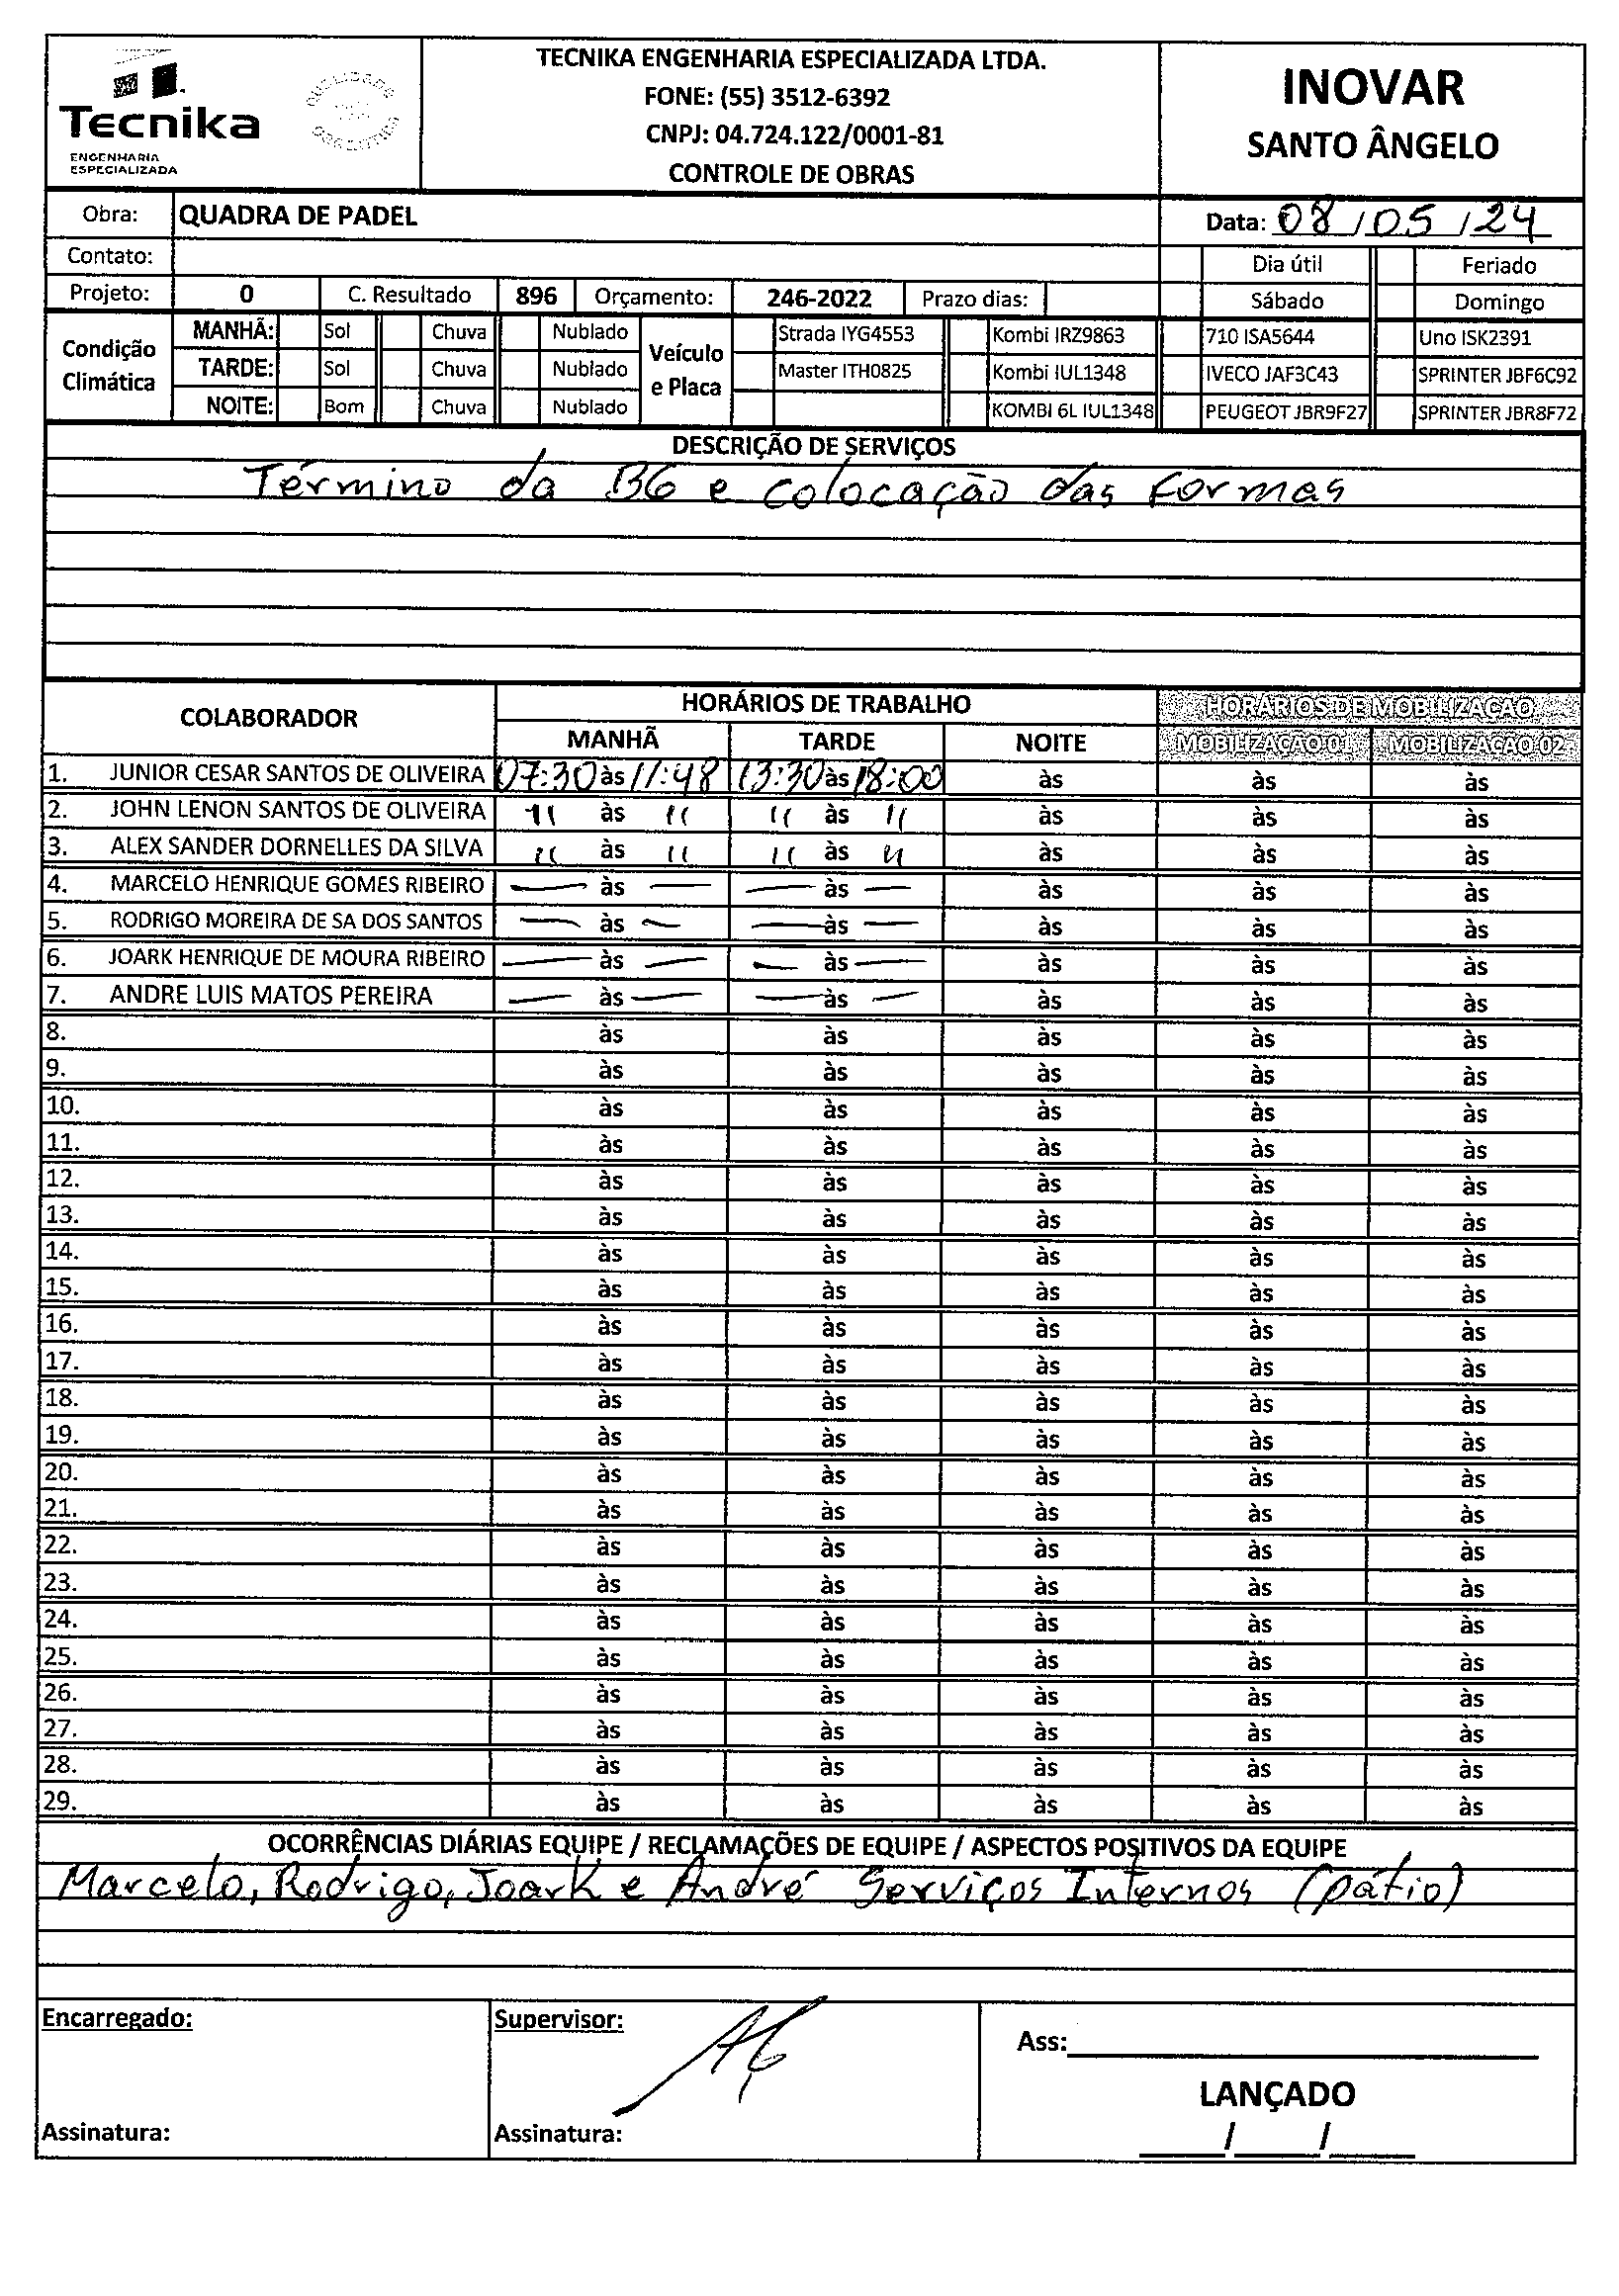 Tecnika
ENGENHARIA
ESPECIALIZADA
QUALIDADE
TECNIKA ENGENHARIA ESPECIALIZADA LTDA.
FONE: (55) 3512-6392
CNPJ: 04.724.122/0001-81
CONTROLE DE OBRAS
INOVAR
SANTO ÂNGELO
Obra: QUADRA DE PADEL Data: 08/05/24
Contato: Dia útil Feriado
Projeto: 0 C. Resultado 896 Orçamento: 246-2022 Prazo dias: Sábado Domingo
Condição Climática MANHÃ: Sol Chuva Nublado Veículo e Placa Strada IYG4553 Kombi IRZ9863 710 ISA5644 Uno ISK2391
TARDE: Sol Chuva Nublado Master ITH0825 Kombi IUL1348 IVECO JAF3C43 SPRINTER JBF6C92
NOITE: Bom Chuva Nublado KOMBI 6L IUL1348 PEUGEOT JBR9F27 SPRINTER JBR8F72
DESCRIÇÃO DE SERVIÇOS
Término da BG e colocação das formas
COLABORADOR HORÁRIOS DE TRABALHO HORÁRIOS DE MOBILIZAÇÃO
MANHÃ TARDE NOITE MOBILIZAÇÃO 01 MOBILIZAÇÃO 02
1. JUNIOR CESAR SANTOS DE OLIVEIRA 07:30 às 11:48 13:30 às 18:00 às às às
2. JOHN LENON SANTOS DE OLIVEIRA " às " " às " às às às
3. ALEX SANDER DORNELLES DA SILVA " às " " às " às às às
4. MARCELO HENRIQUE GOMES RIBEIRO — às — — às — às às às
5. RODRIGO MOREIRA DE SA DOS SANTOS — às — — às — às às às
6. JOARK HENRIQUE DE MOURA RIBEIRO — às — — às — às às às
7. ANDRE LUIS MATOS PEREIRA — às — — às — às às às
8. às às às às às
9. às às às às às
10. às às às às às
11. às às às às às
12. às às às às às
13. às às às às às
14. às às às às às
15. às às às às às
16. às às às às às
17. às às às às às
18. às às às às às
19. às às às às às
20. às às às às às
21. às às às às às
22. às às às às às
23. às às às às às
24. às às às às às
25. às às às às às
26. às às às às às
27. às às às às às
28. às às às às às
29. às às às às às
OCORRÊNCIAS DIÁRIAS EQUIPE / RECLAMAÇÕES DE EQUIPE / ASPECTOS POSITIVOS DA EQUIPE
Marcelo, Rodrigo, Joark e André Serviços Internos (pátio)
Encarregado: Supervisor: Ass:
LANÇADO
Assinatura: Assinatura: / /